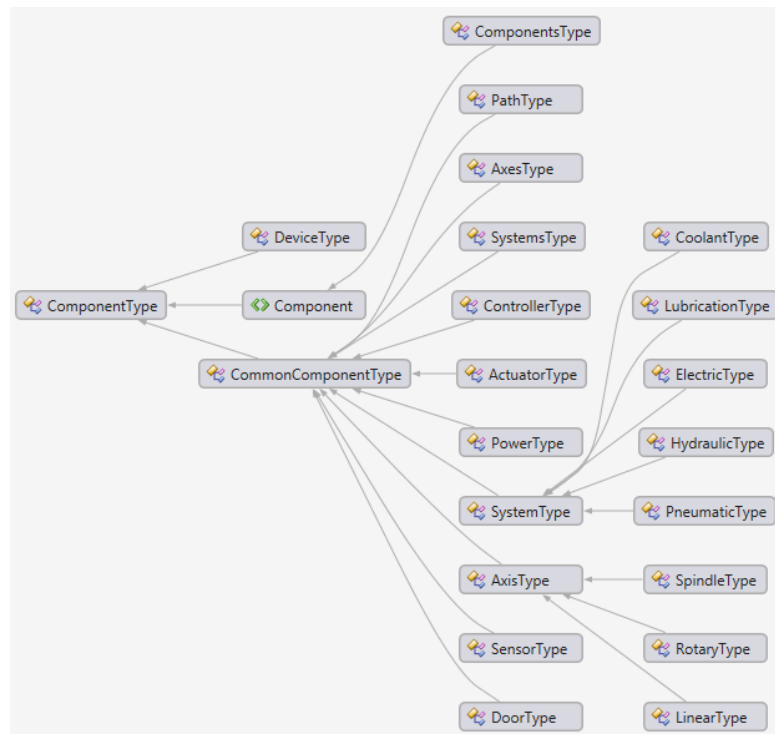 ComponentsType
PathType
AxesType
DeviceType
SystemsType
CoolantType
ComponentType
Component
ControllerType
LubricationType
CommonComponentType
ActuatorType
ElectricType
PowerType
HydraulicType
SystemType
PneumaticType
AxisType
SpindleType
SensorType
RotaryType
DoorType
LinearType